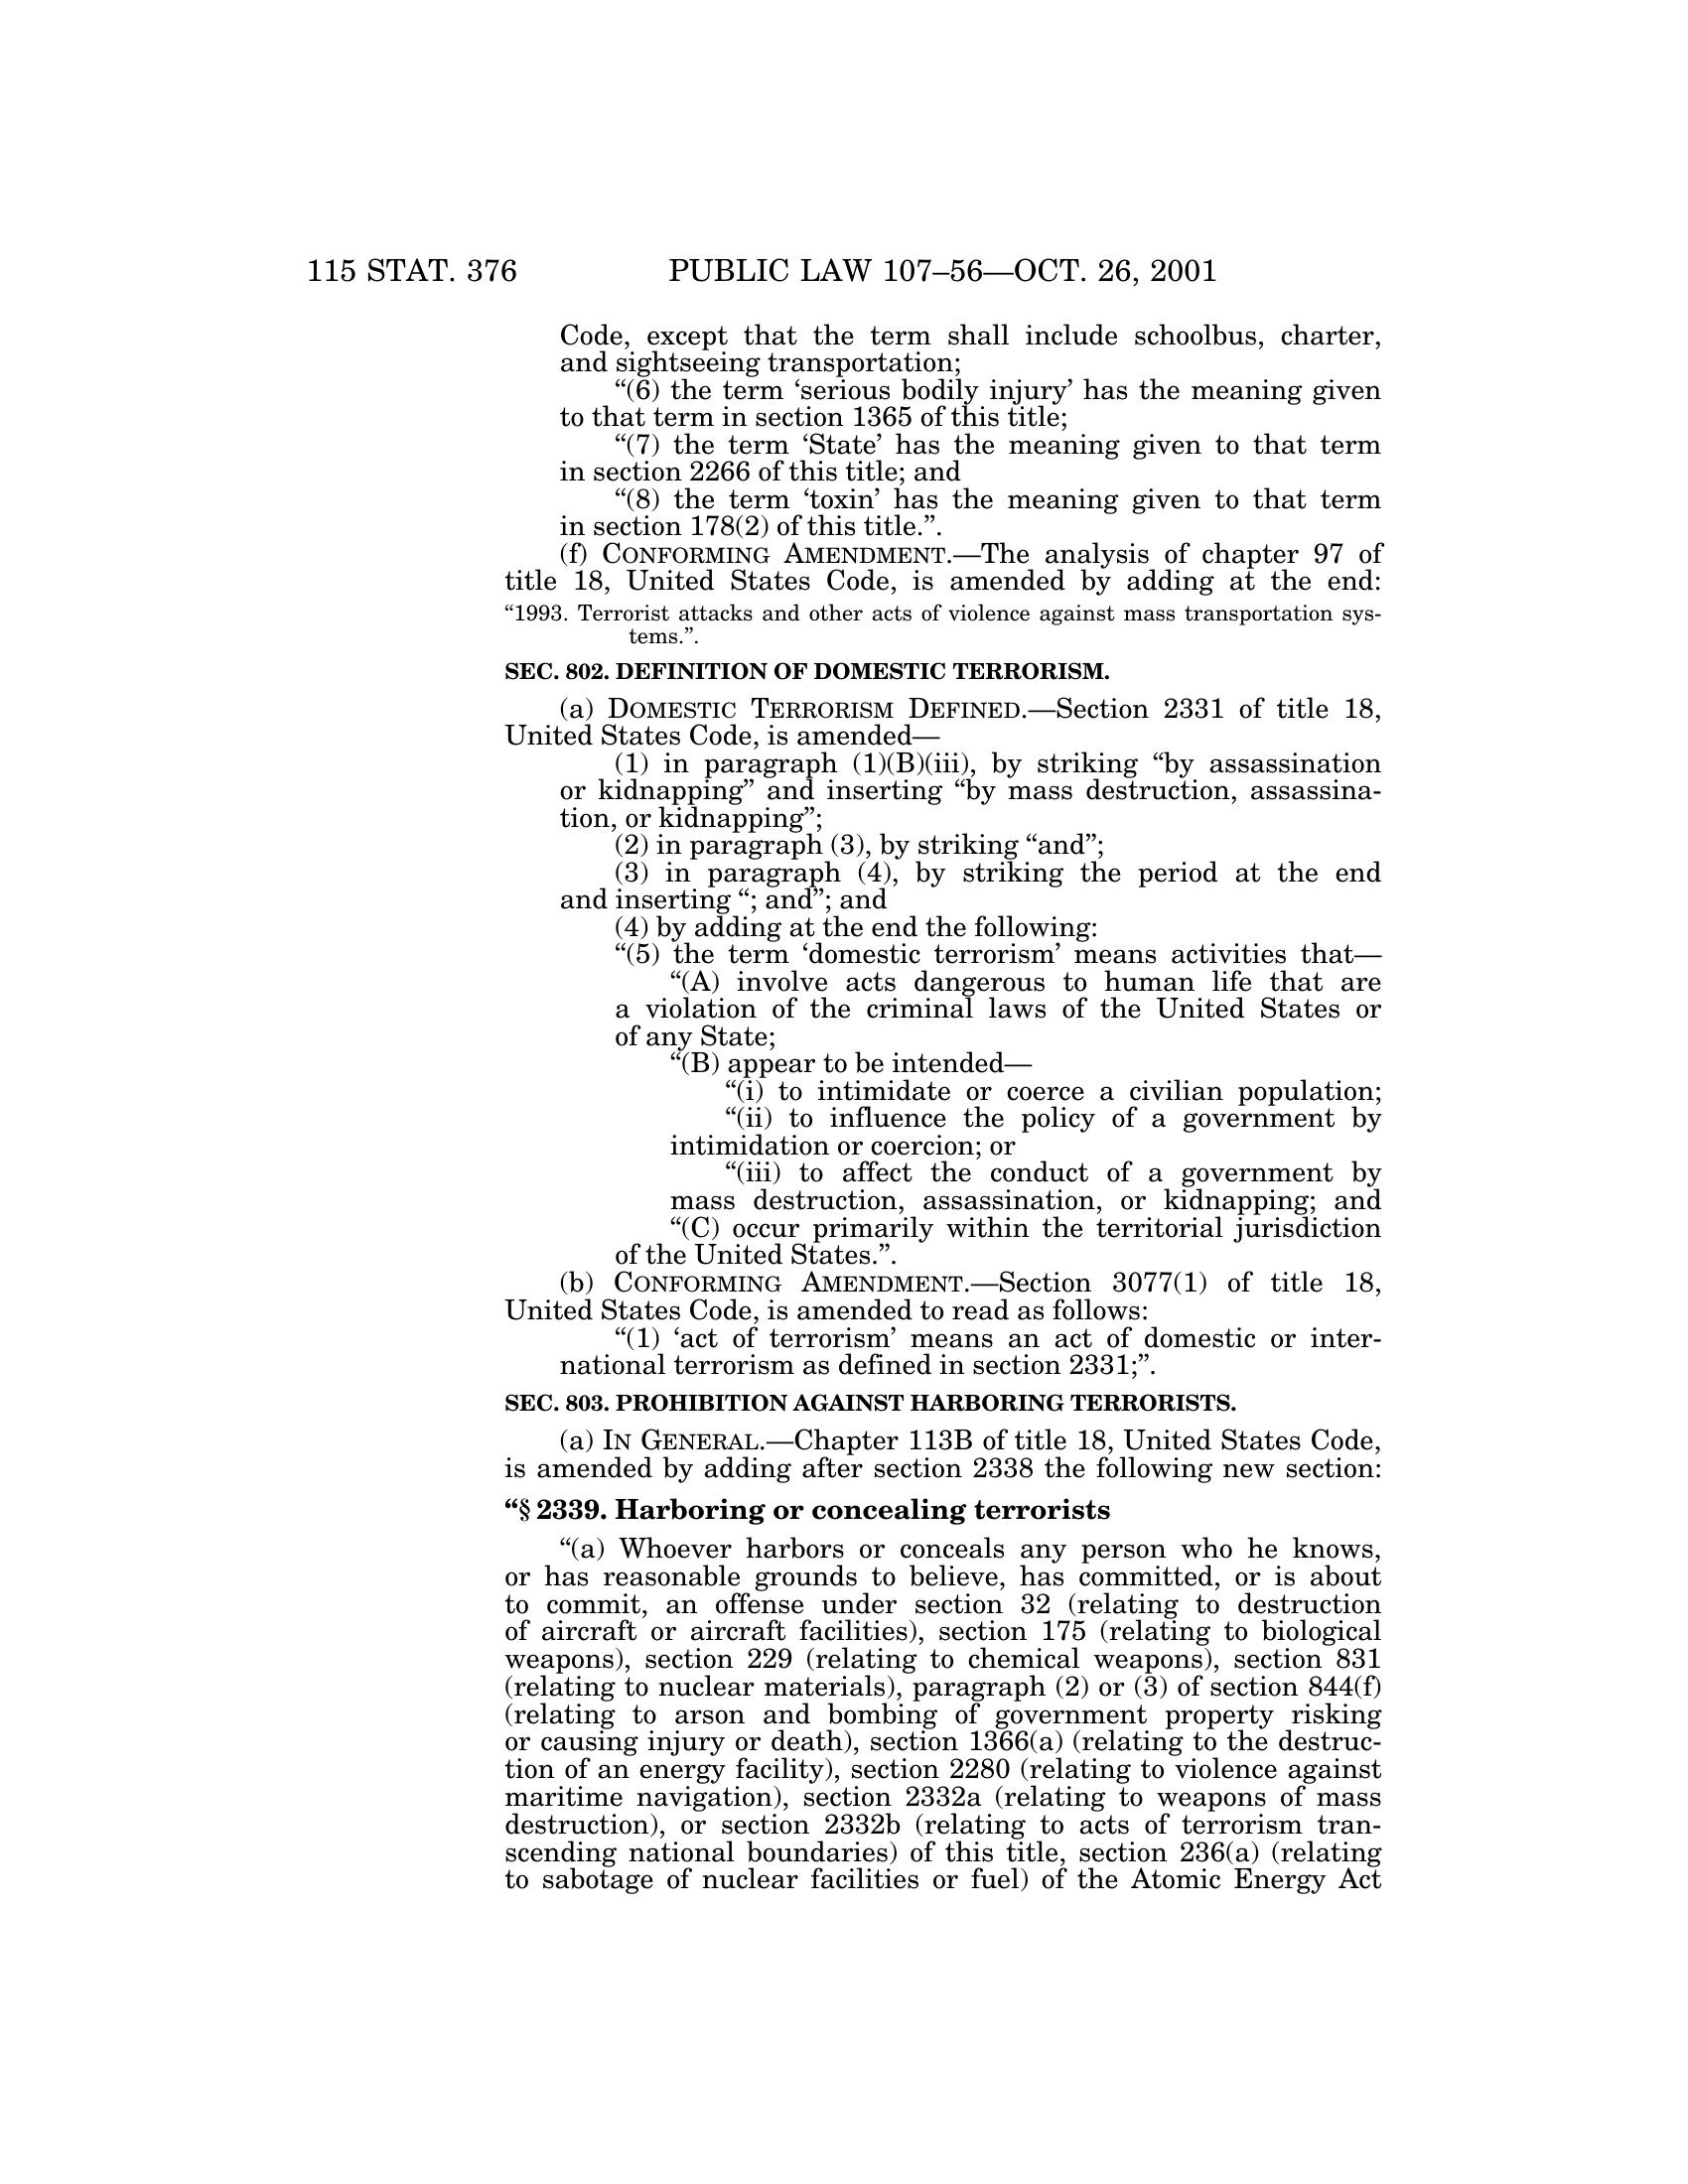 115 STAT. 376 PUBLIC LAW 107–56—OCT. 26, 2001
Code, except that the term shall include schoolbus, charter,
and sightseeing transportation;
“(6) the term ‘serious bodily injury’ has the meaning given
to that term in section 1365 of this title;
“(7) the term ‘State’ has the meaning given to that term
in section 2266 of this title; and
“(8) the term ‘toxin’ has the meaning given to that term
in section 178(2) of this title.”.
(f) CONFORMING AMENDMENT.—The analysis of chapter 97 of
title 18, United States Code, is amended by adding at the end:
“1993. Terrorist attacks and other acts of violence against mass transportation sys-
tems.”.
SEC. 802. DEFINITION OF DOMESTIC TERRORISM.
(a) DOMESTIC TERRORISM DEFINED.—Section 2331 of title 18,
United States Code, is amended—
(1) in paragraph (1)(B)(iii), by striking “by assassination
or kidnapping” and inserting “by mass destruction, assassina-
tion, or kidnapping”;
(2) in paragraph (3), by striking “and”;
(3) in paragraph (4), by striking the period at the end
and inserting “; and”; and
(4) by adding at the end the following:
“(5) the term ‘domestic terrorism’ means activities that—
“(A) involve acts dangerous to human life that are
a violation of the criminal laws of the United States or
of any State;
“(B) appear to be intended—
“(i) to intimidate or coerce a civilian population;
“(ii) to influence the policy of a government by
intimidation or coercion; or
“(iii) to affect the conduct of a government by
mass destruction, assassination, or kidnapping; and
“(C) occur primarily within the territorial jurisdiction
of the United States.”.
(b) CONFORMING AMENDMENT.—Section 3077(1) of title 18,
United States Code, is amended to read as follows:
“(1) ‘act of terrorism’ means an act of domestic or inter-
national terrorism as defined in section 2331;”.
SEC. 803. PROHIBITION AGAINST HARBORING TERRORISTS.
(a) IN GENERAL.—Chapter 113B of title 18, United States Code,
is amended by adding after section 2338 the following new section:
“§ 2339. Harboring or concealing terrorists
“(a) Whoever harbors or conceals any person who he knows,
or has reasonable grounds to believe, has committed, or is about
to commit, an offense under section 32 (relating to destruction
of aircraft or aircraft facilities), section 175 (relating to biological
weapons), section 229 (relating to chemical weapons), section 831
(relating to nuclear materials), paragraph (2) or (3) of section 844(f)
(relating to arson and bombing of government property risking
or causing injury or death), section 1366(a) (relating to the destruc-
tion of an energy facility), section 2280 (relating to violence against
maritime navigation), section 2332a (relating to weapons of mass
destruction), or section 2332b (relating to acts of terrorism tran-
scending national boundaries) of this title, section 236(a) (relating
to sabotage of nuclear facilities or fuel) of the Atomic Energy Act